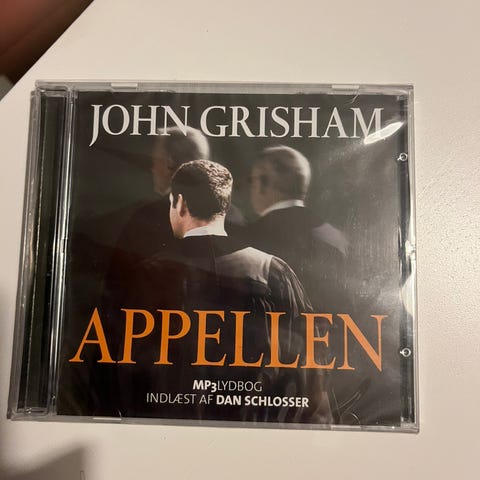 JOHN GRISHAM
APPELLEN
MP3LYDBOG
INDLÆST AF DAN SCHLOSSER